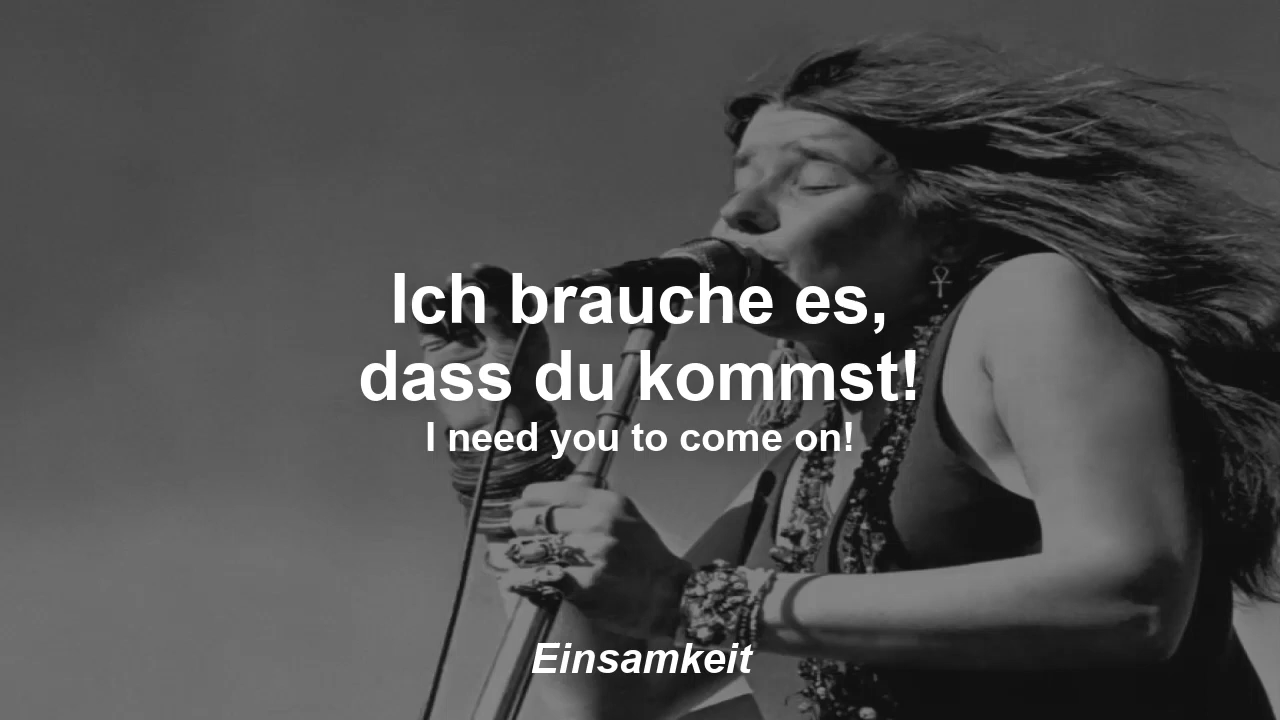 Ich brauche es,
dass du kommst!
I need you to come on!
Einsamkeit